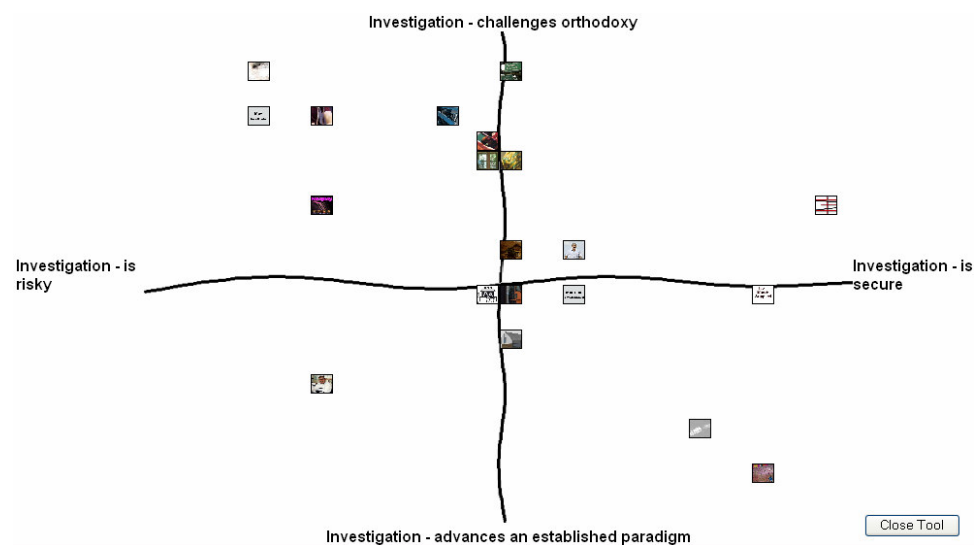 Investigation - challenges orthodoxy
Investigation - is
risky
Investigation - is
secure
Investigation - advances an established paradigm
Close Tool